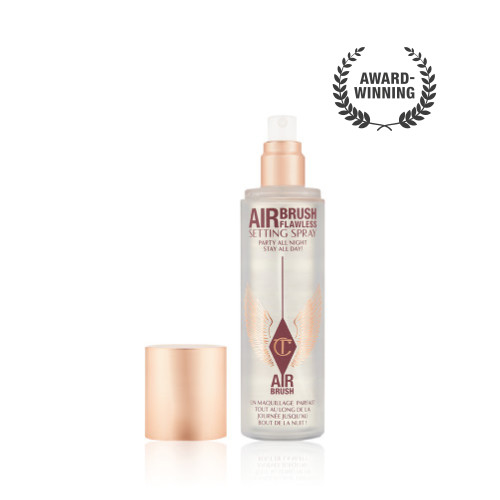 AWARD-
WINNING
AIRBRUSH
FLAWLESS
SETTING SPRAY
PARTY ALL NIGHT
STAY ALL DAY!
CT
AIR
BRUSH
UN MAQUILLAGE, PARFAIT
TOUT AU LONG DE LA
JOURNÉE JUSQU'AU
BOUT DE LA NUIT!